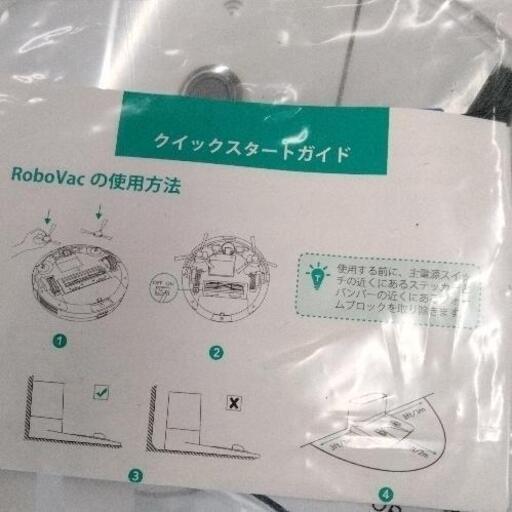 クイックスタートガイド
RoboVac の使用方法
使用する前に、主電源スイッ
チの近くにあるステッカー
バンパーの近くにある
ムブロックを取り除きます
OFF ON
1
2
3
4